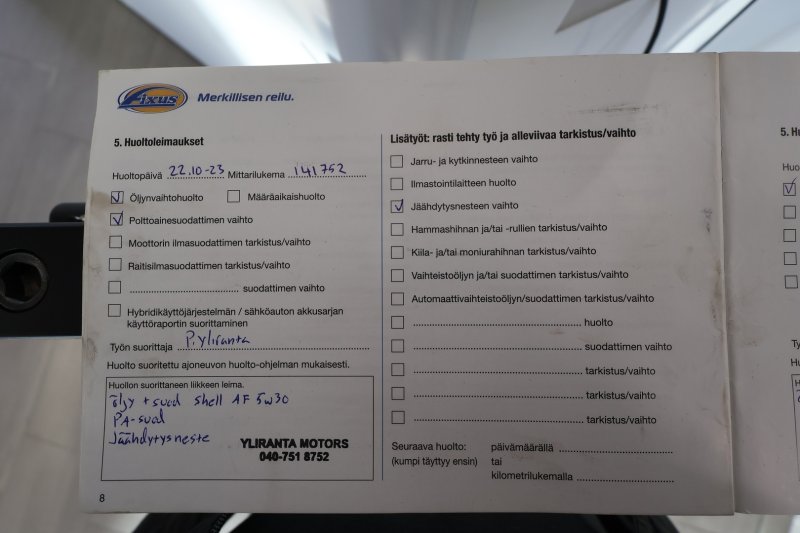 Fixus Merkillisen reilu.
5. Huoltoleimaukset
Huoltopäivä 22.10-23 Mittarilukema 141752
Öljynvaihtohuolto Määräaikaishuolto
Polttoainesuodattimen vaihto
Moottorin ilmasuodattimen tarkistus/vaihto
Raitisilmasuodattimen tarkistus/vaihto
suodattimen vaihto
Hybridikäyttöjärjestelmän / sähköauton akkusarjan
käyttöraportin suorittaminen
Työn suorittaja P.Yliranta
Huolto suoritettu ajoneuvon huolto-ohjelman mukaisesti.
Huollon suorittaneen liikkeen leima.
öljy + suod shell AF 5w30
PA-suod
Jäähdytysneste
YLIRANTA MOTORS
040-751 8752
8
Lisätyöt: rasti tehty työ ja alleviivaa tarkistus/vaihto
Jarru- ja kytkinnesteen vaihto
Ilmastointilaitteen huolto
Jäähdytysnesteen vaihto
Hammashihnan ja/tai -rullien tarkistus/vaihto
Kiila- ja/tai moniurahihnan tarkistus/vaihto
Vaihteistoöljyn ja/tai suodattimen tarkistus/vaihto
Automaattivaihteistoöljyn/suodattimen tarkistus/vaihto
huolto
suodattimen vaihto
tarkistus/vaihto
tarkistus/vaihto
tarkistus/vaihto
Seuraava huolto: päivämäärällä
(kumpi täyttyy ensin) tai
kilometrilukemalla
5. H
Huo
Ty
H